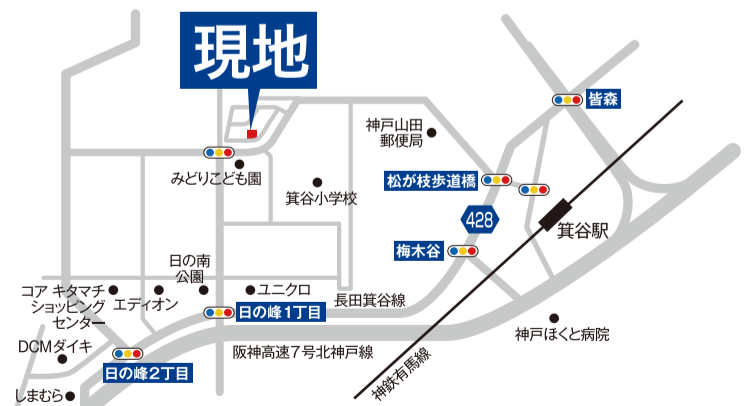 現地
皆森
神戸山田
郵便局
みどりこども園
箕谷小学校
松が枝歩道橋
428
箕谷駅
梅木谷
日の南
公園
コア キタマチ
ショッピング
センター
エディオン
ユニクロ
長田箕谷線
日の峰1丁目
神戸ほくと病院
DCMダイキ
阪神高速7号北神戸線
日の峰2丁目
神鉄有馬線
しまむら